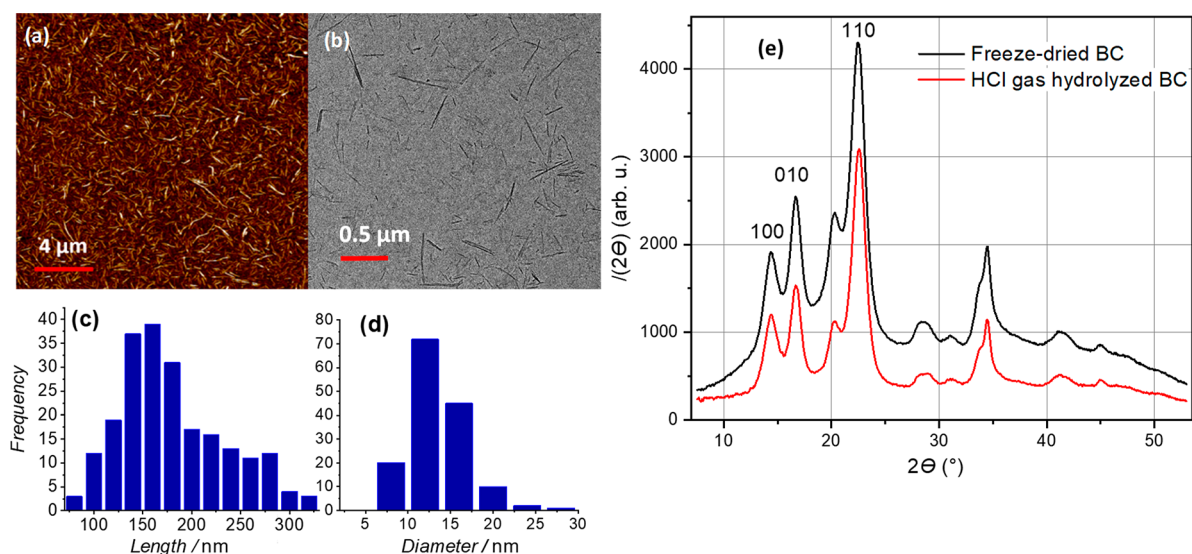 (a)
4 μm
(b)
0.5 μm
(c)
Frequency
40
35
30
25
20
15
10
5
0
100 150 200 250 300
Length / nm
(d)
80
70
60
50
40
30
20
10
0
5 10 15 20 25 30
Diameter / nm
(e)
110
Freeze-dried BC
HCl gas hydrolyzed BC
010
100
I(2Θ) (arb. u.)
4000
3000
2000
1000
0
10 20 30 40 50
2Θ (°)